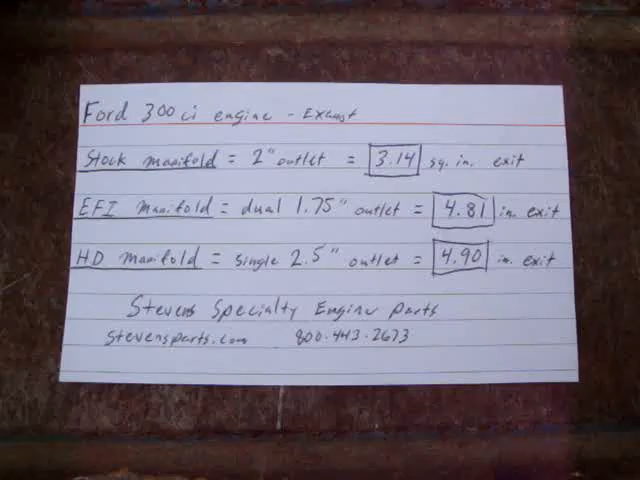 Ford 300 ci engine - Exhaust
Stock manifold = 2" outlet = 3.14 sq. in. exit
EFI Manifold = dual 1.75" outlet = 4.81 in. exit
HD manifold = single 2.5" outlet = 4.90 in. exit
Stevens Specialty Engine Parts
stevensparts.com 800.443.2673